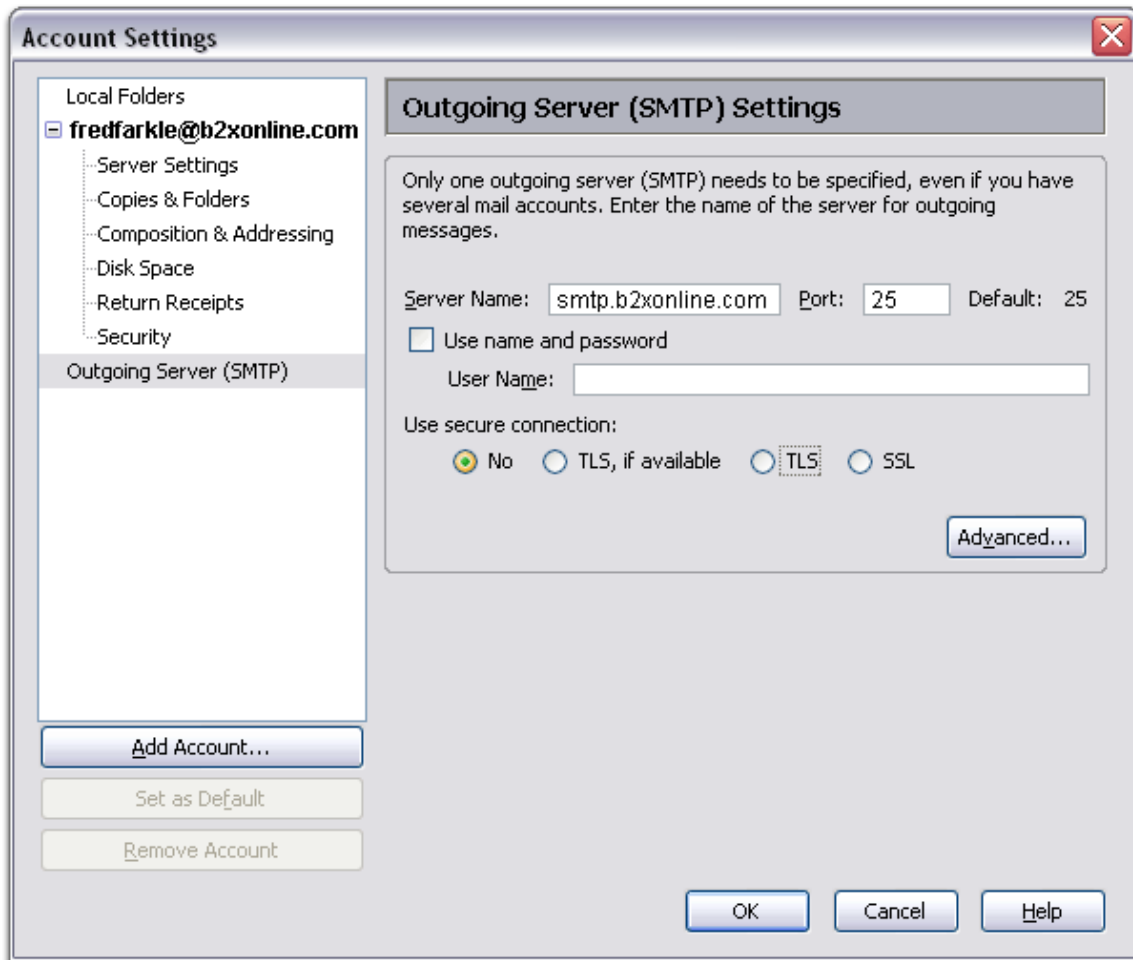 Account Settings
Local Folders
fredfarkle@b2xonline.com
Server Settings
Copies & Folders
Composition & Addressing
Disk Space
Return Receipts
Security
Outgoing Server (SMTP)
Add Account...
Set as Default
Remove Account
Outgoing Server (SMTP) Settings
Only one outgoing server (SMTP) needs to be specified, even if you have
several mail accounts. Enter the name of the server for outgoing
messages.
Server Name: smtp.b2xonline.com Port: 25 Default: 25
Use name and password
User Name:
Use secure connection:
No TLS, if available TLS SSL
Advanced...
OK Cancel Help